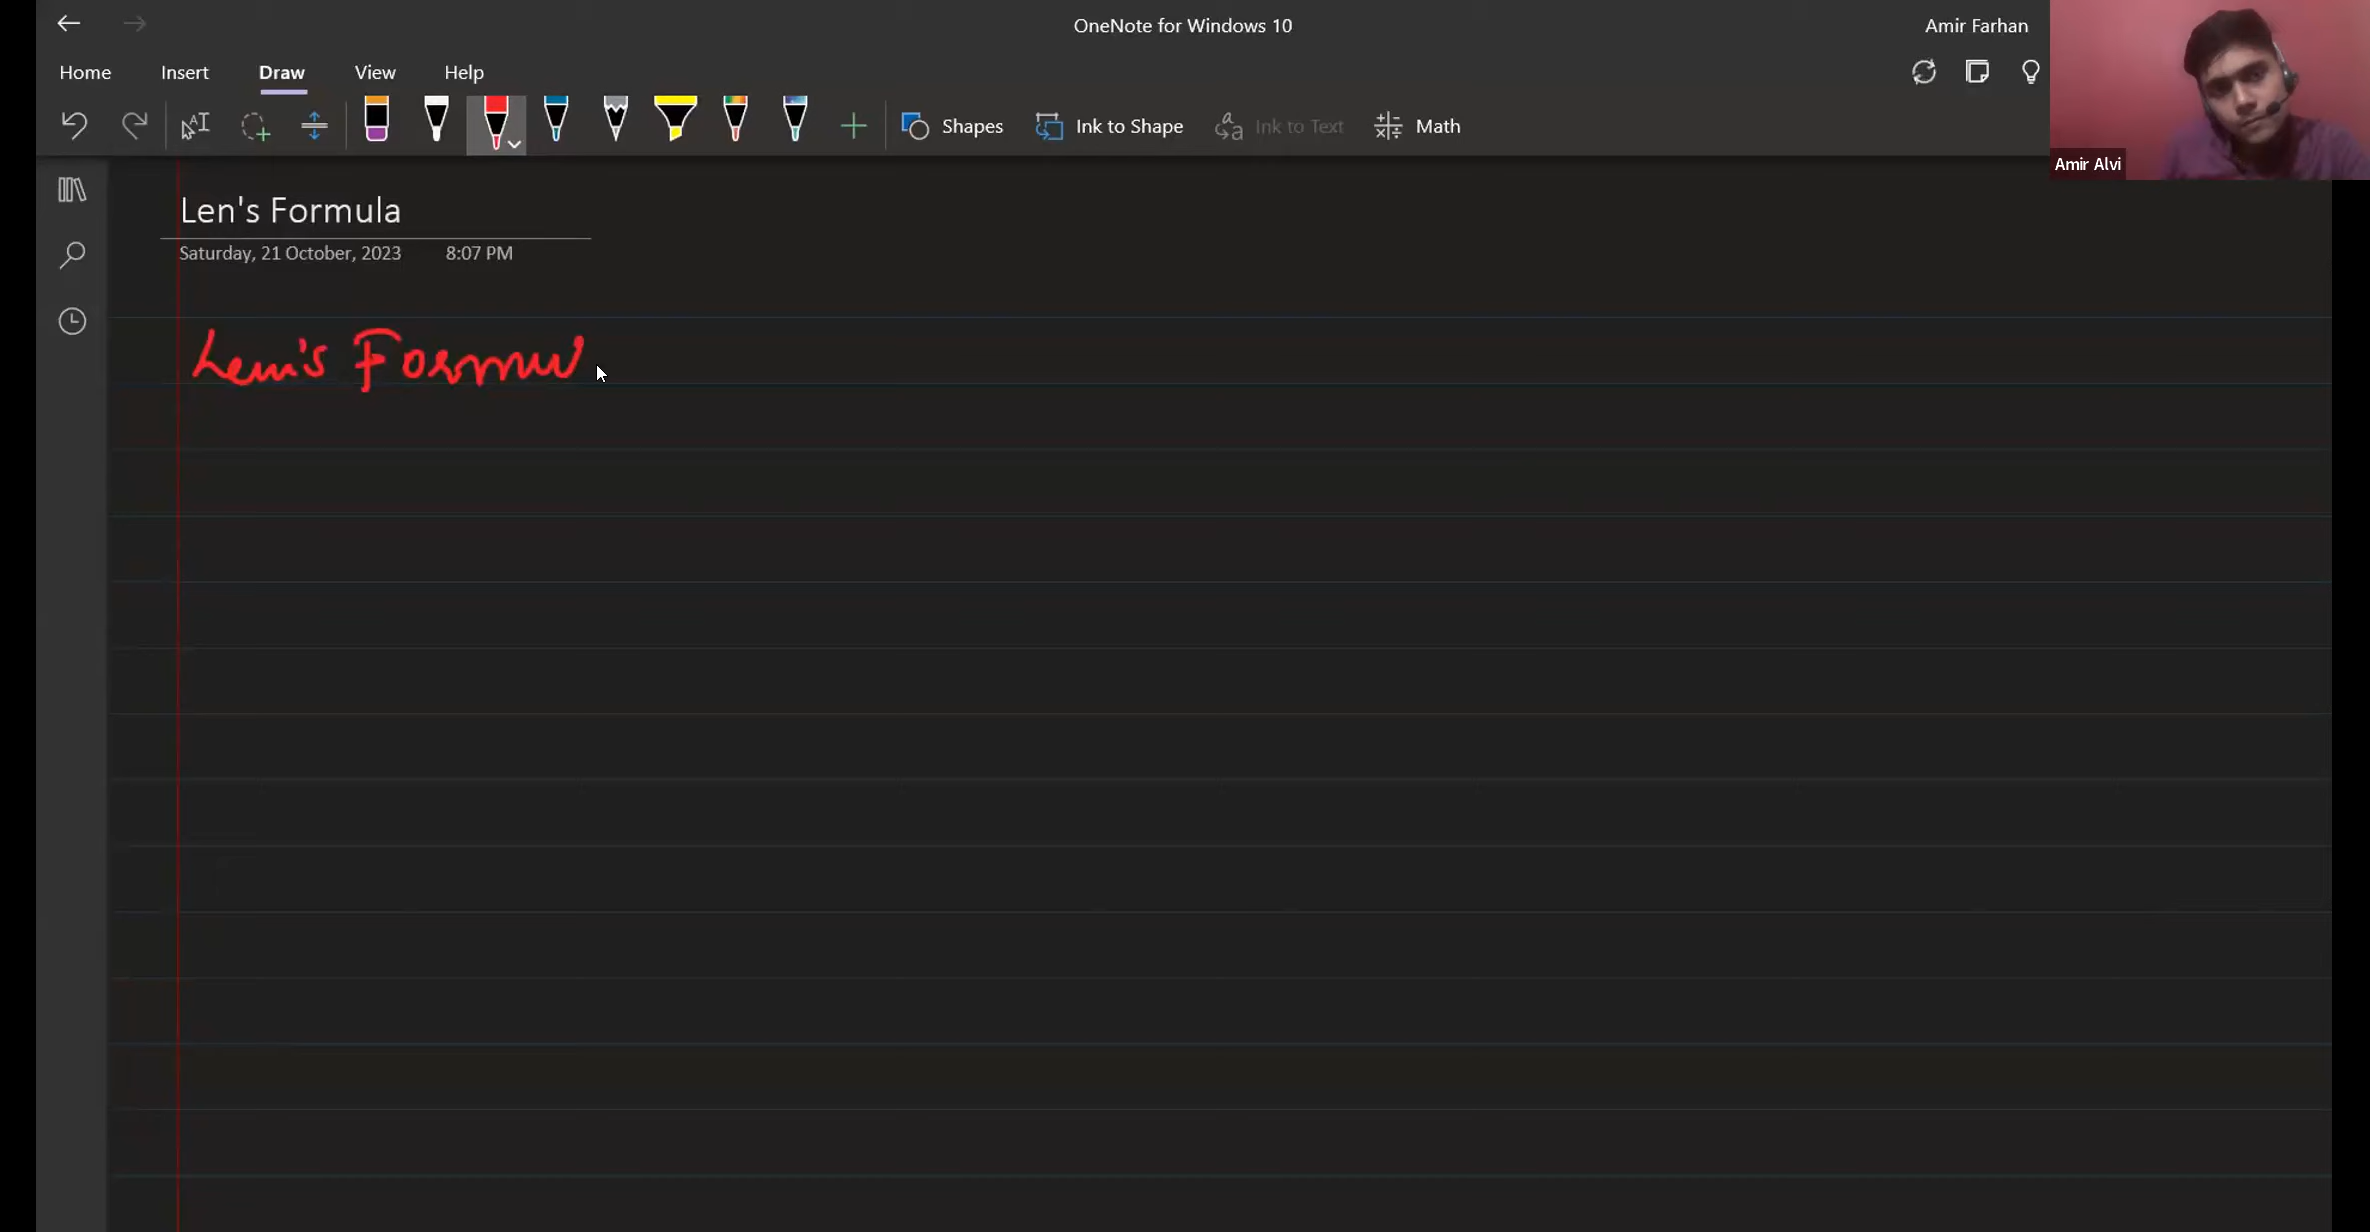 OneNote for Windows 10
Amir Farhan
Home Insert Draw View Help
Shapes Ink to Shape Ink to Text Math
Amir Alvi
Len's Formula
Saturday, 21 October, 2023 8:07 PM
Len's Formul